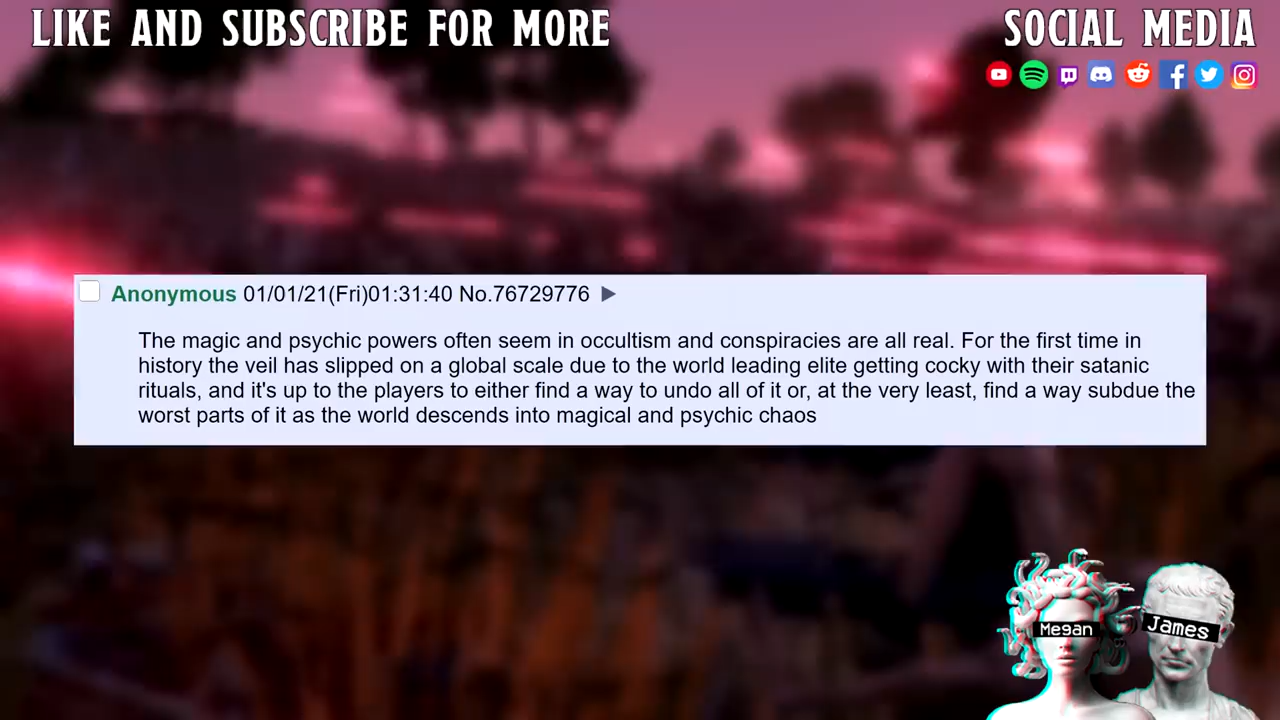 LIKE AND SUBSCRIBE FOR MORE
SOCIAL MEDIA
Anonymous 01/01/21(Fri)01:31:40 No.76729776 ▶
The magic and psychic powers often seem in occultism and conspiracies are all real. For the first time in
history the veil has slipped on a global scale due to the world leading elite getting cocky with their satanic
rituals, and it's up to the players to either find a way to undo all of it or, at the very least, find a way subdue the
worst parts of it as the world descends into magical and psychic chaos
Megan
James